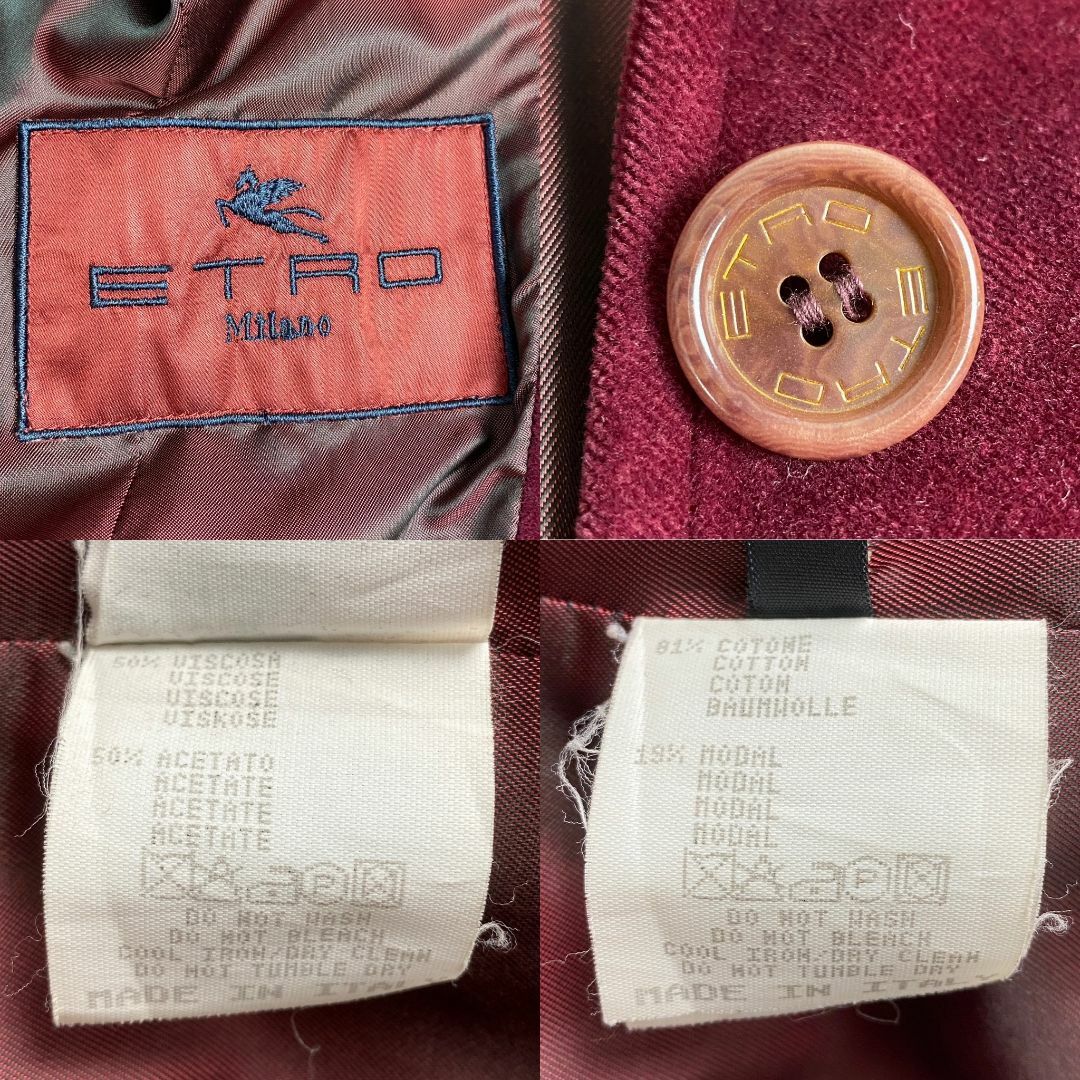 ETRO
Milano
ETRO ETRO
50% VISCOSA
VISCOSE
VISCOSE
VISKOSE
50% ACETATO
ACETATE
ACETATE
ACETATE
P
DO NOT WASH
DO NOT BLEACH
COOL IRON/DRY CLEAN
DO NOT TUMBLE DRY
MADE IN ITAL
81% COTONE
COTTON
COTON
BAUMWOLLE
19% MODAL
MODAL
MODAL
MODAL
P
DO NOT WASH
DO NOT BLEACH
COOL IRON/DRY CLEAN
DO NOT TUMBLE DRY
MADE IN ITALY